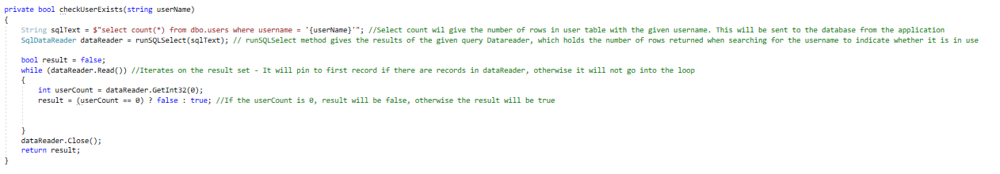 private bool checkUserExists(string userName)
{
String sqlText = $"select count(*) from dbo.users where username = '{userName}'"; //Select count wil give the number of rows in user table with the given username. This will be sent to the database from the application
SqlDataReader dataReader = runSQLSelect(sqlText); // runSQLSelect method gives the results of the given query Datareader, which holds the number of rows returned when searching for the username to indicate whether it is in use
bool result = false;
while (dataReader.Read()) //Iterates on the result set - It will pin to first record if there are records in dataReader, otherwise it will not go into the loop
{
int userCount = dataReader.GetInt32(0);
result = (userCount == 0) ? false : true; //If the userCount is 0, result will be false, otherwise the result will be true
}
dataReader.Close();
return result;
}